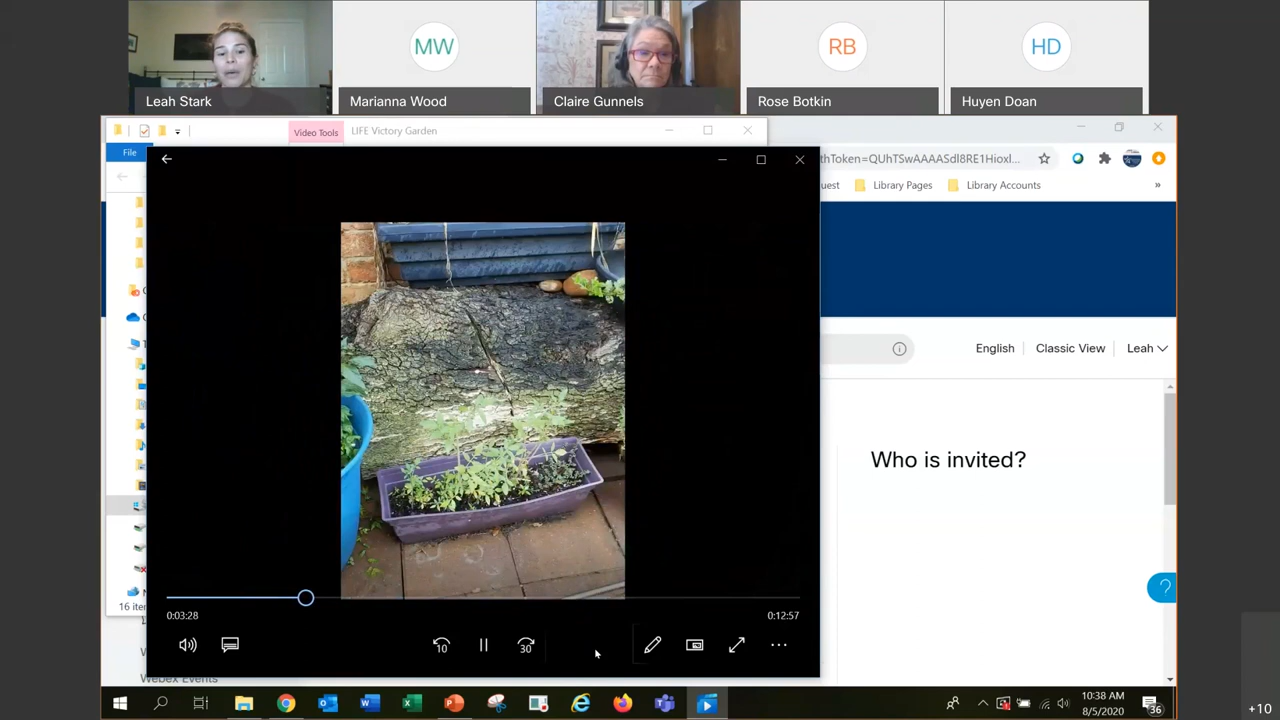 MW
RB
HD
Leah Stark
Marianna Wood
Claire Gunnels
Rose Botkin
Huyen Doan
Video Tools
LIFE Victory Garden
File
thToken=QUhTSwAAAASdl8RE1Hioxl...
uest
Library Pages
Library Accounts
»
English
Classic View
Leah
Who is invited?
?
0:03:28
0:12:57
16 ite
10
30
Webex Events
10:38 AM
8/5/2020
36
+10